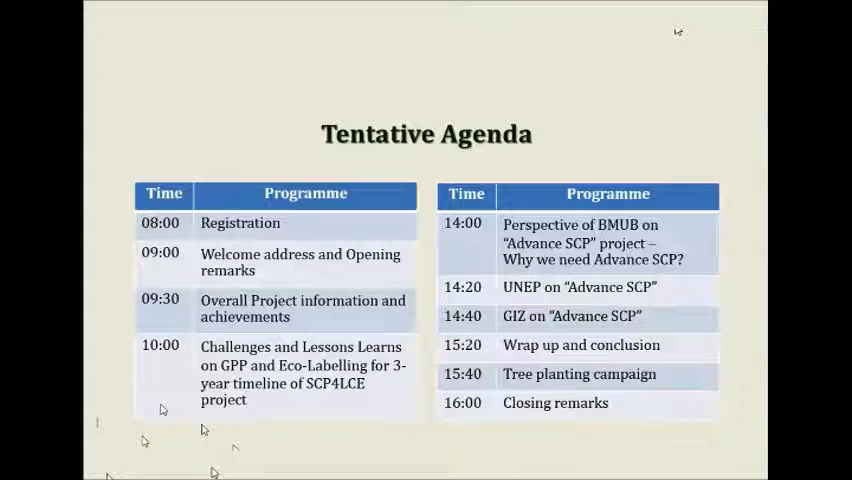 Tentative Agenda
Time Programme
08:00 Registration
09:00 Welcome address and Opening
remarks
09:30 Overall Project information and
achievements
10:00 Challenges and Lessons Learns
on GPP and Eco-Labelling for 3-
year timeline of SCP4LCE
project
Time Programme
14:00 Perspective of BMUB on
“Advance SCP” project –
Why we need Advance SCP?
14:20 UNEP on “Advance SCP”
14:40 GIZ on “Advance SCP”
15:20 Wrap up and conclusion
15:40 Tree planting campaign
16:00 Closing remarks